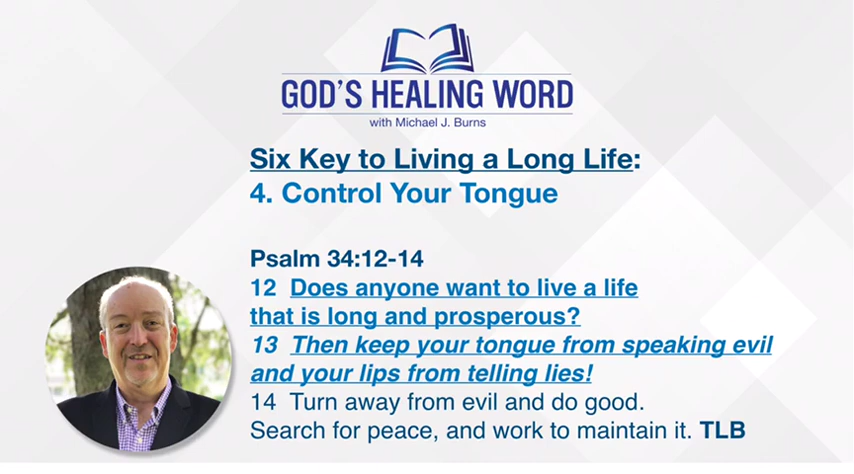 GOD'S HEALING WORD
with Michael J. Burns
Six Key to Living a Long Life:
4. Control Your Tongue
Psalm 34:12-14
12 Does anyone want to live a life
that is long and prosperous?
13 Then keep your tongue from speaking evil
and your lips from telling lies!
14 Turn away from evil and do good.
Search for peace, and work to maintain it. TLB